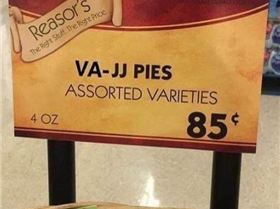 Reasor's
The Right Stuff. The Right Price.
VA-JJ PIES
ASSORTED VARIETIES
4 OZ
85¢